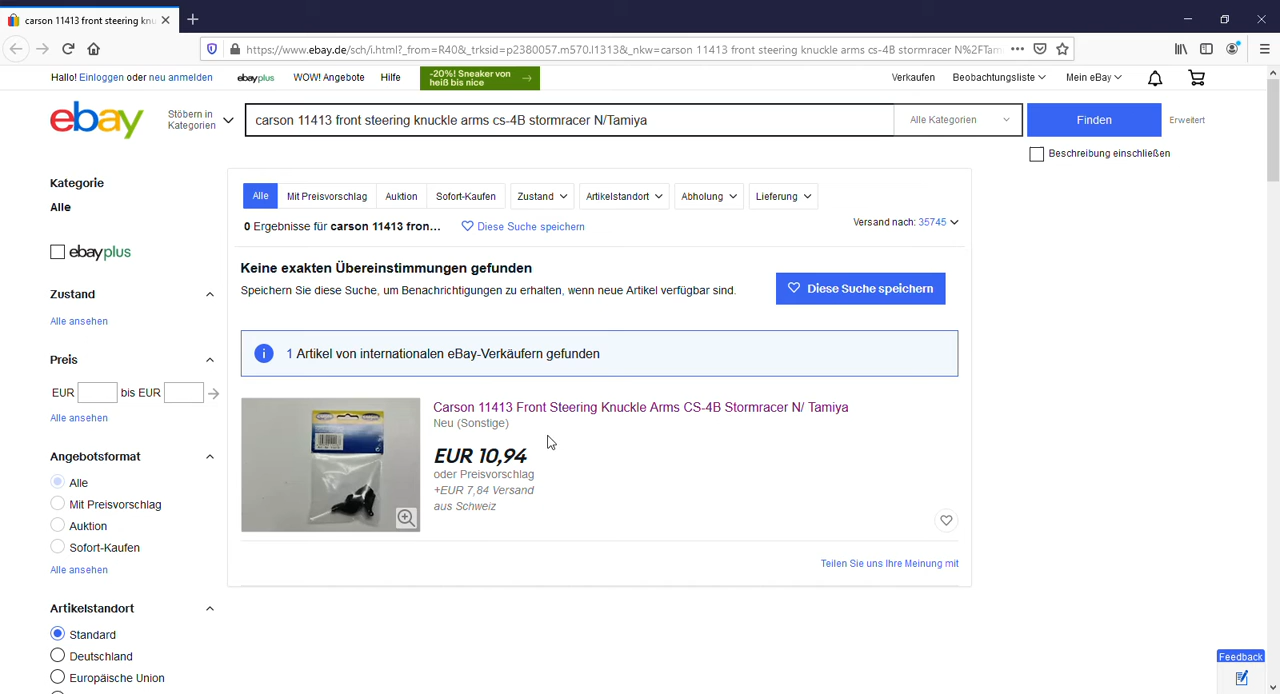 carson 11413 front steering knu
https://www.ebay.de/sch/i.html?_from=R40&_trksid=p2380057.m570.l1313&_nkw=carson 11413 front steering knuckle arms cs-4B stormracer N%2FTam
Hallo! Einloggen oder neu anmelden
ebayplus
WOW! Angebote
Hilfe
-20%! Sneaker von
heiß bis nice
Verkaufen
Beobachtungsliste
Mein eBay
ebay
Stöbern in
Kategorien
carson 11413 front steering knuckle arms cs-4B stormracer N/Tamiya
Alle Kategorien
Finden
Erweitert
Beschreibung einschließen
Kategorie
Alle
ebayplus
Zustand
Alle ansehen
Preis
EUR bis EUR
Alle ansehen
Angebotsformat
Alle
Mit Preisvorschlag
Auktion
Sofort-Kaufen
Alle ansehen
Artikelstandort
Standard
Deutschland
Europäische Union
Alle
Mit Preisvorschlag
Auktion
Sofort-Kaufen
Zustand
Artikelstandort
Abholung
Lieferung
0 Ergebnisse für carson 11413 fron...
Diese Suche speichern
Versand nach: 35745
Keine exakten Übereinstimmungen gefunden
Speichern Sie diese Suche, um Benachrichtigungen zu erhalten, wenn neue Artikel verfügbar sind.
Diese Suche speichern
1 Artikel von internationalen eBay-Verkäufern gefunden
Carson 11413 Front Steering Knuckle Arms CS-4B Stormracer N/ Tamiya
Neu (Sonstige)
EUR 10,94
oder Preisvorschlag
+EUR 7,84 Versand
aus Schweiz
Teilen Sie uns Ihre Meinung mit
Feedback